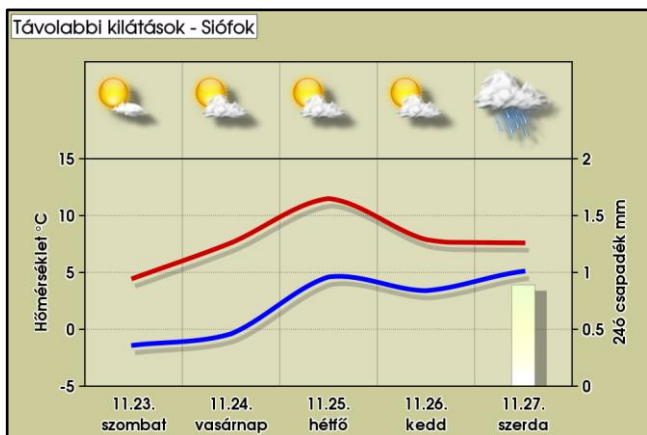 Távolabbi kilátások - Siófok
15
10
5
0
-5
Hőmérséklet °C
2
1.5
1
0.5
0
24ó csapadék mm
11.23. 11.24. 11.25. 11.26. 11.27.
szombat vasárnap hétfő kedd szerda